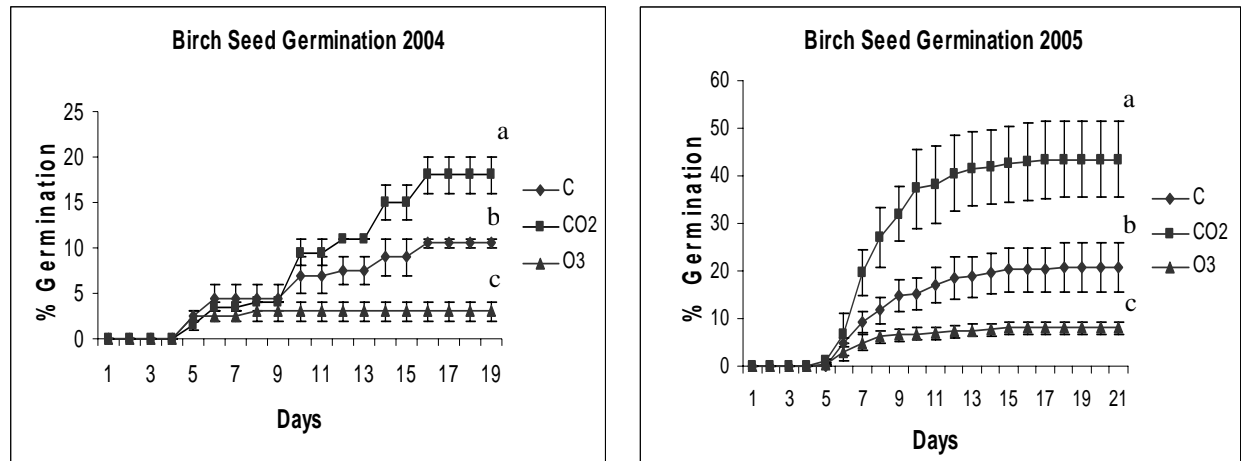 Birch Seed Germination 2004
% Germination
25
20
15
10
5
0
1 3 5 7 9 11 13 15 17 19
Days
a
b
c
C
CO2
O3
Birch Seed Germination 2005
% Germination
60
50
40
30
20
10
0
1 3 5 7 9 11 13 15 17 19 21
Days
a
b
c
C
CO2
O3